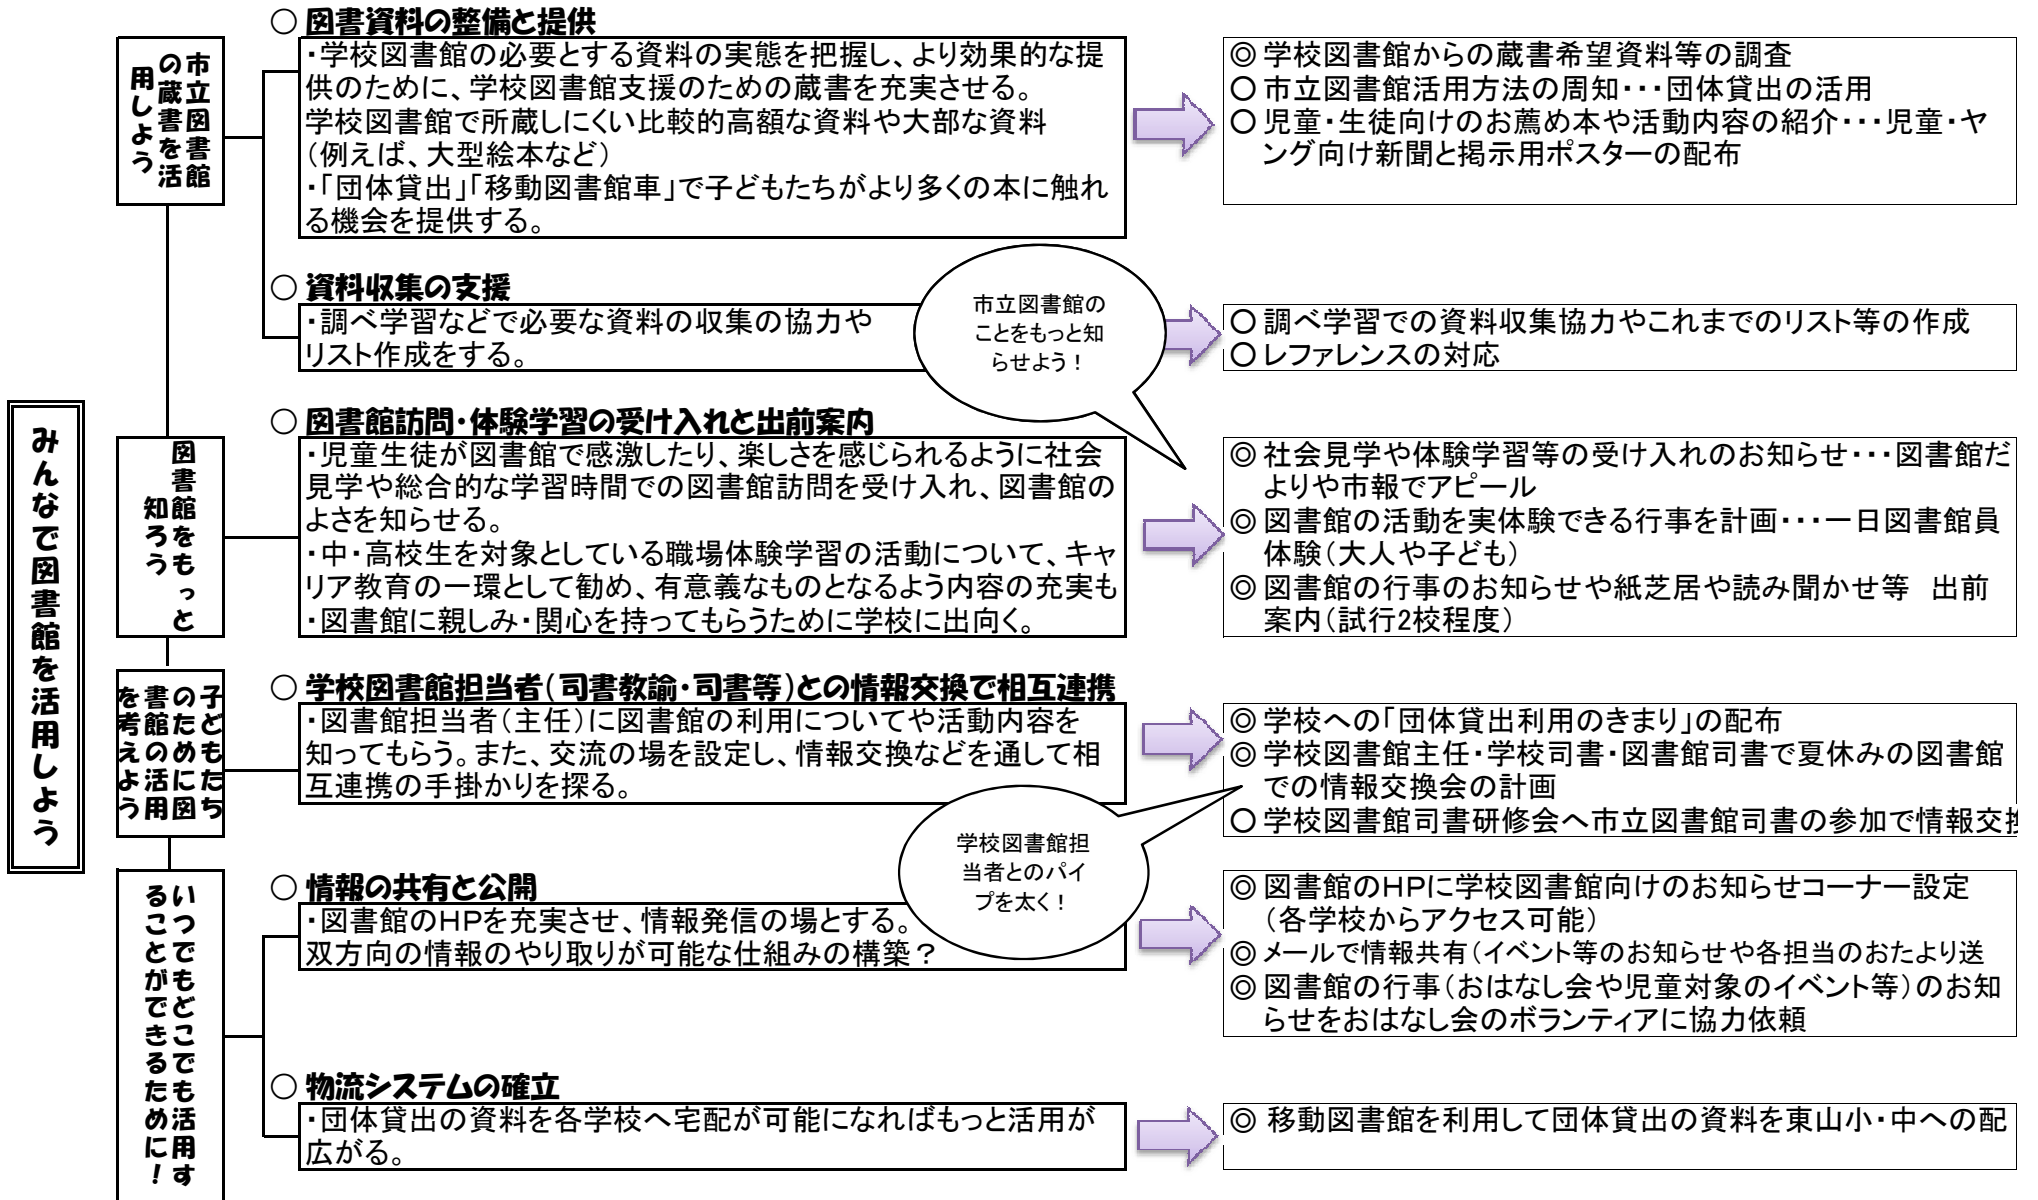 みんなで図書館を活用しよう
市立図書館
の蔵書を活
用しよう
○ 図書資料の整備と提供
・学校図書館の必要とする資料の実態を把握し、より効果的な提
供のために、学校図書館支援のための蔵書を充実させる。
学校図書館で所蔵しにくい比較的高額な資料や大部な資料
(例えば、大型絵本など)
・「団体貸出」「移動図書館車」で子どもたちがより多くの本に触れ
る機会を提供する。
◎ 学校図書館からの蔵書希望資料等の調査
○ 市立図書館活用方法の周知・・・団体貸出の活用
○ 児童・生徒向けのお薦め本や活動内容の紹介・・・児童・ヤ
ング向け新聞と掲示用ポスターの配布
○ 資料収集の支援
・調べ学習などで必要な資料の収集の協力や
リスト作成をする。
市立図書館の
ことをもっと知
らせよう！
○ 調べ学習での資料収集協力やこれまでのリスト等の作成
○ レファレンスの対応
図書館をもっと
知ろう
○ 図書館訪問・体験学習の受け入れと出前案内
・児童生徒が図書館で感激したり、楽しさを感じられるように社会
見学や総合的な学習時間での図書館訪問を受け入れ、図書館の
よさを知らせる。
・中・高校生を対象としている職場体験学習の活動について、キャ
リア教育の一環として勧め、有意義なものとなるよう内容の充実も
・図書館に親しみ・関心を持ってもらうために学校に出向く。
◎ 社会見学や体験学習等の受け入れのお知らせ・・・図書館だ
よりや市報でアピール
◎ 図書館の活動を実体験できる行事を計画・・・一日図書館員
体験(大人や子ども)
◎ 図書館の行事のお知らせや紙芝居や読み聞かせ等　出前
案内(試行2校程度)
子どもたち
のために図
書館の活用
を考えよう
○ 学校図書館担当者(司書教諭・司書等)との情報交換で相互連携
・図書館担当者(主任)に図書館の利用についてや活動内容を
知ってもらう。また、交流の場を設定し、情報交換などを通して相
互連携の手掛かりを探る。
◎ 学校への「団体貸出利用のきまり」の配布
◎ 学校図書館主任・学校司書・図書館司書で夏休みの図書館
での情報交換会の計画
○ 学校図書館司書研修会へ市立図書館司書の参加で情報交換
学校図書館担
当者とのパイ
プを太く！
いつでもどこでも活用す
ることができるために！
○ 情報の共有と公開
・図書館のHPを充実させ、情報発信の場とする。
双方向の情報のやり取りが可能な仕組みの構築？
◎ 図書館のHPに学校図書館向けのお知らせコーナー設定
(各学校からアクセス可能)
◎ メールで情報共有(イベント等のお知らせや各担当のおたより送
◎ 図書館の行事(おはなし会や児童対象のイベント等)のお知
らせをおはなし会のボランティアに協力依頼
○ 物流システムの確立
・団体貸出の資料を各学校へ宅配が可能になればもっと活用が
広がる。
◎ 移動図書館を利用して団体貸出の資料を東山小・中への配